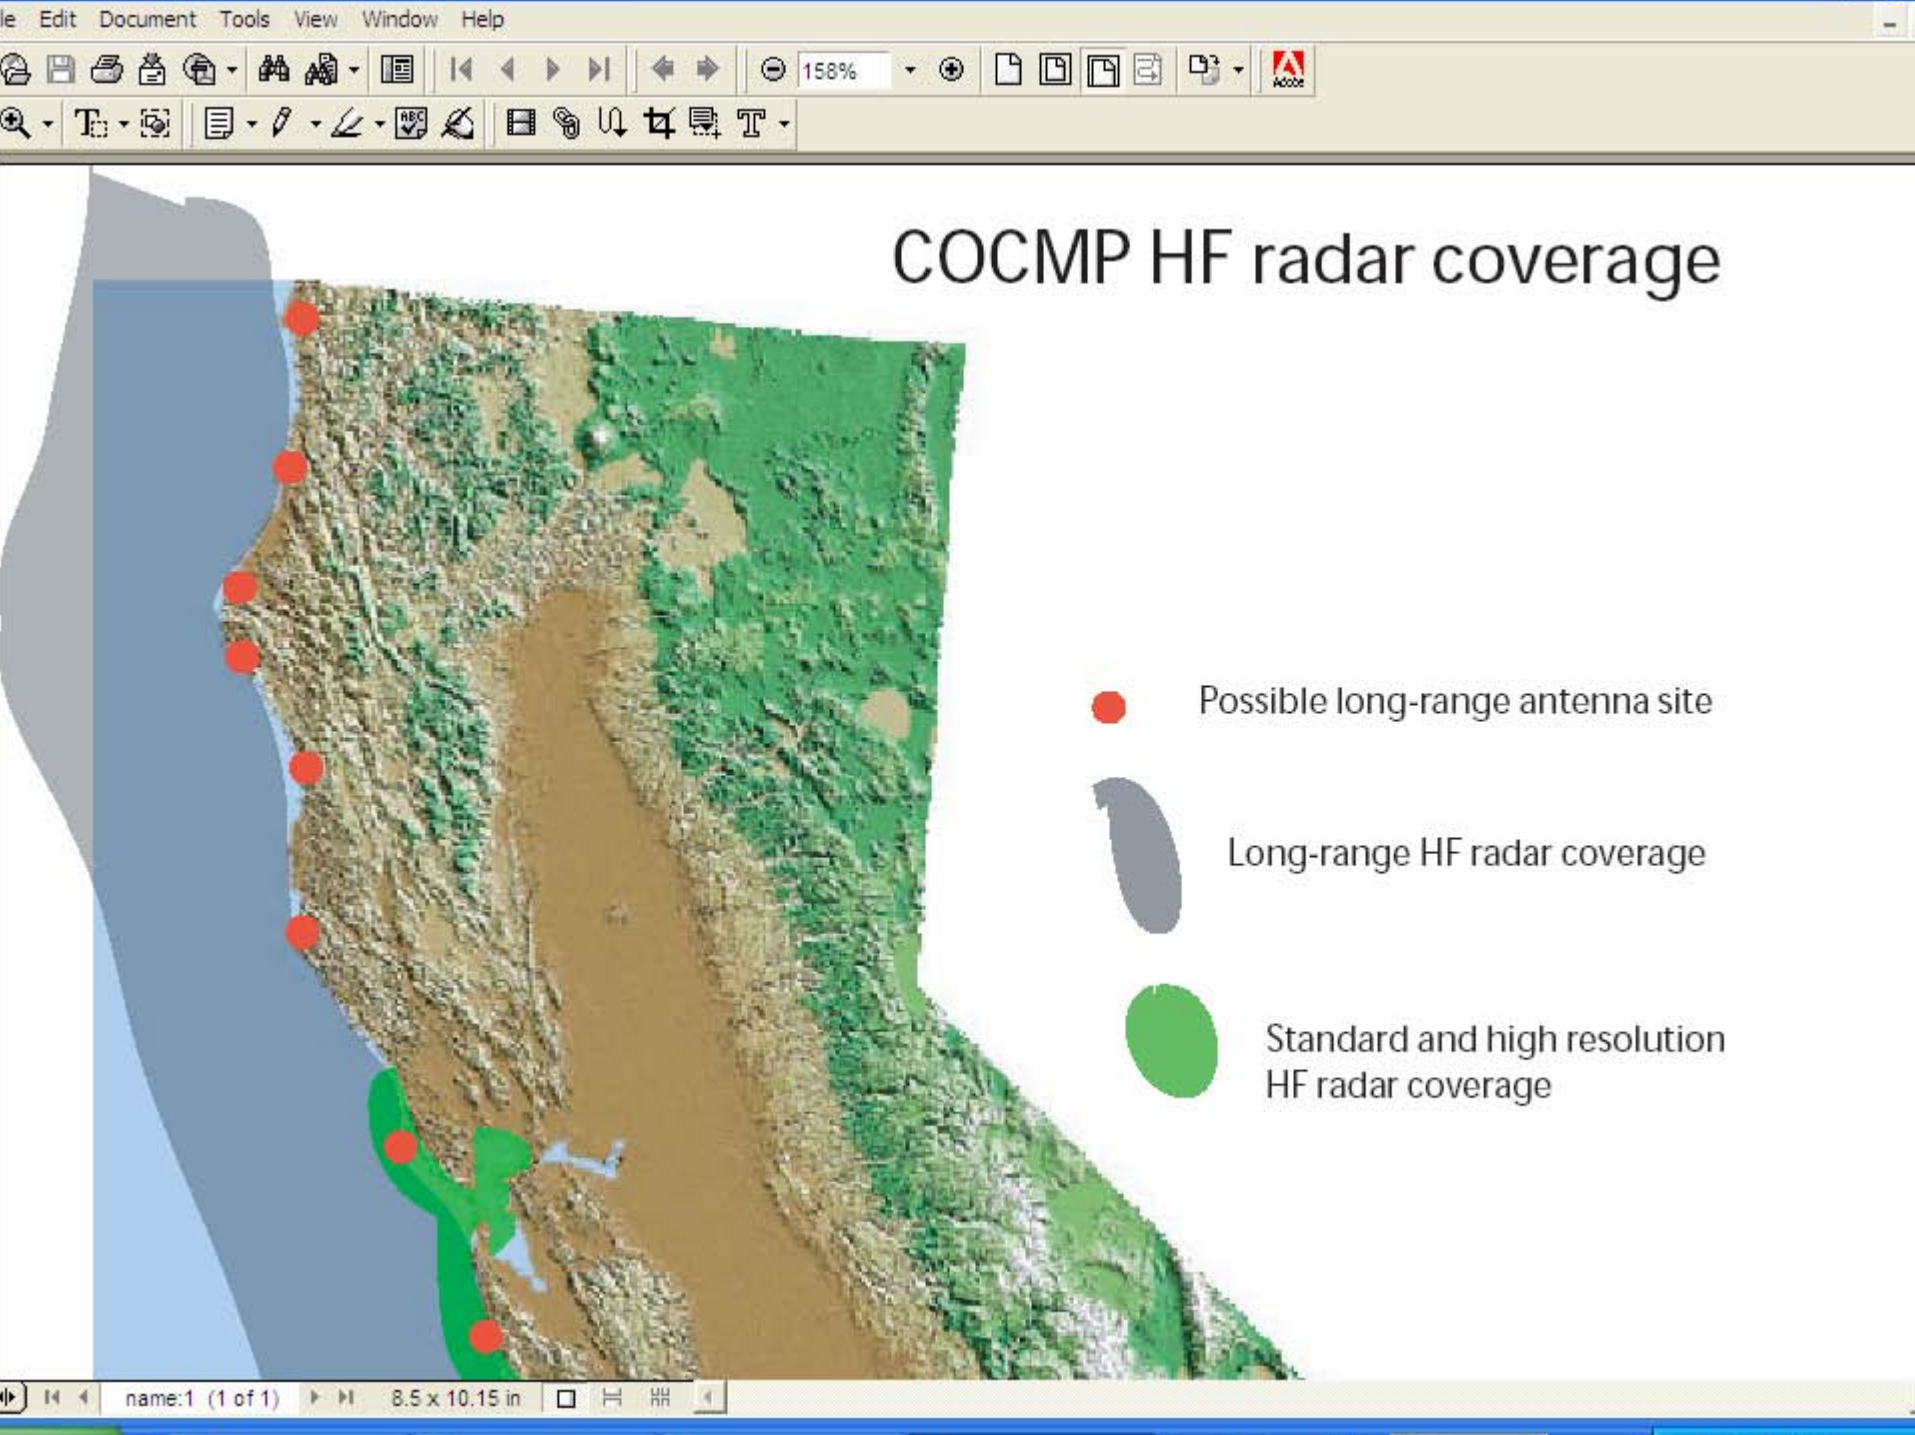 le Edit Document Tools View Window Help
158%
Adobe
ABC
COCMP HF radar coverage
Possible long-range antenna site
Long-range HF radar coverage
Standard and high resolution
HF radar coverage
name:1 (1 of 1) 8.5 x 10.15 in